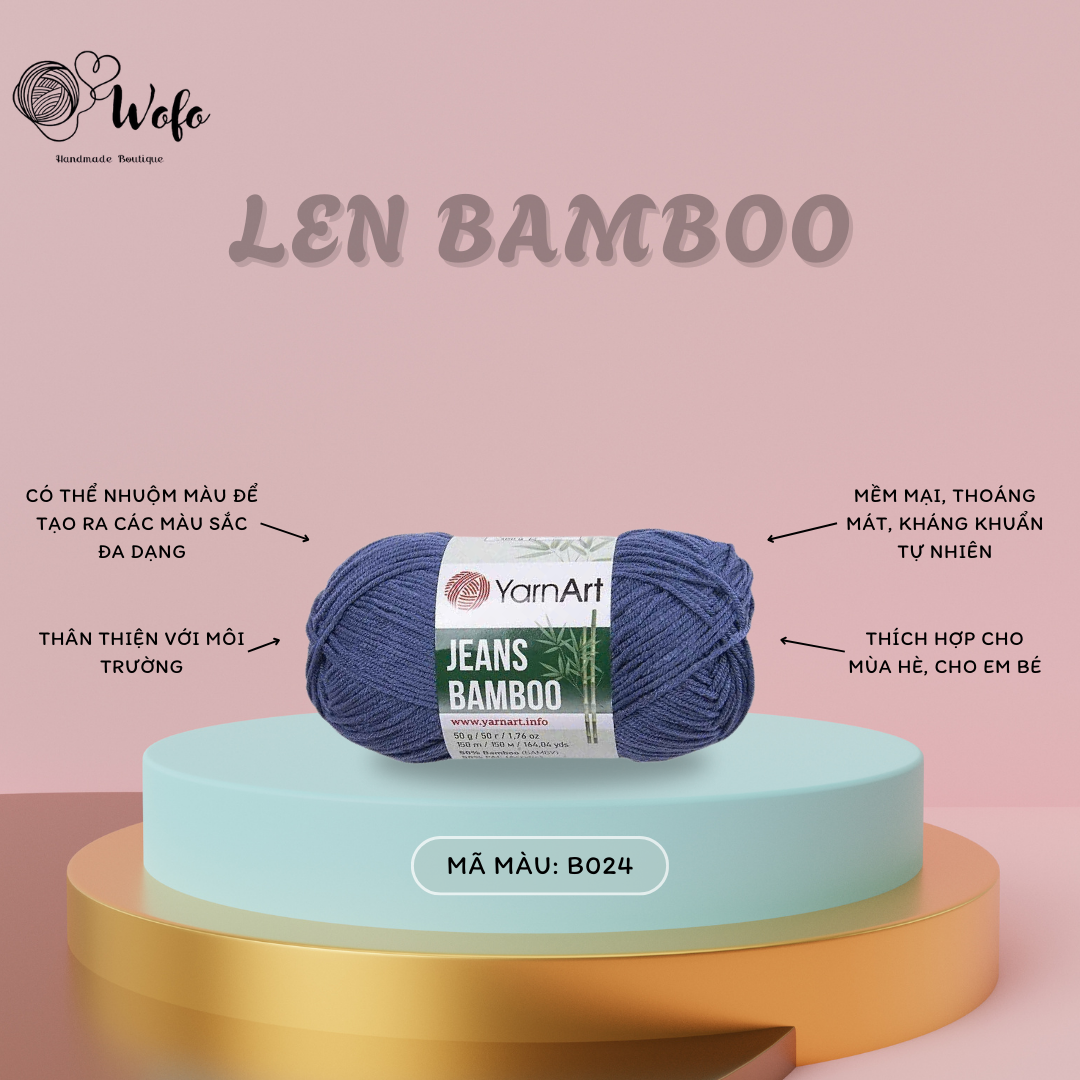 Wofo
Handmade Boutique
LEN BAMBOO
CÓ THỂ NHUỘM MÀU ĐỂ
TẠO RA CÁC MÀU SẮC
ĐA DẠNG
MỀM MẠI, THOÁNG
MÁT, KHÁNG KHUẨN
TỰ NHIÊN
THÂN THIỆN VỚI MÔI
TRƯỜNG
THÍCH HỢP CHO
MÙA HÈ, CHO EM BÉ
YarnArt
JEANS
BAMBOO
www.yarnart.info
50 g / 50 г / 1,76 oz
150 m / 150 м / 164,04 yds
50% Bamboo
MÃ MÀU: B024